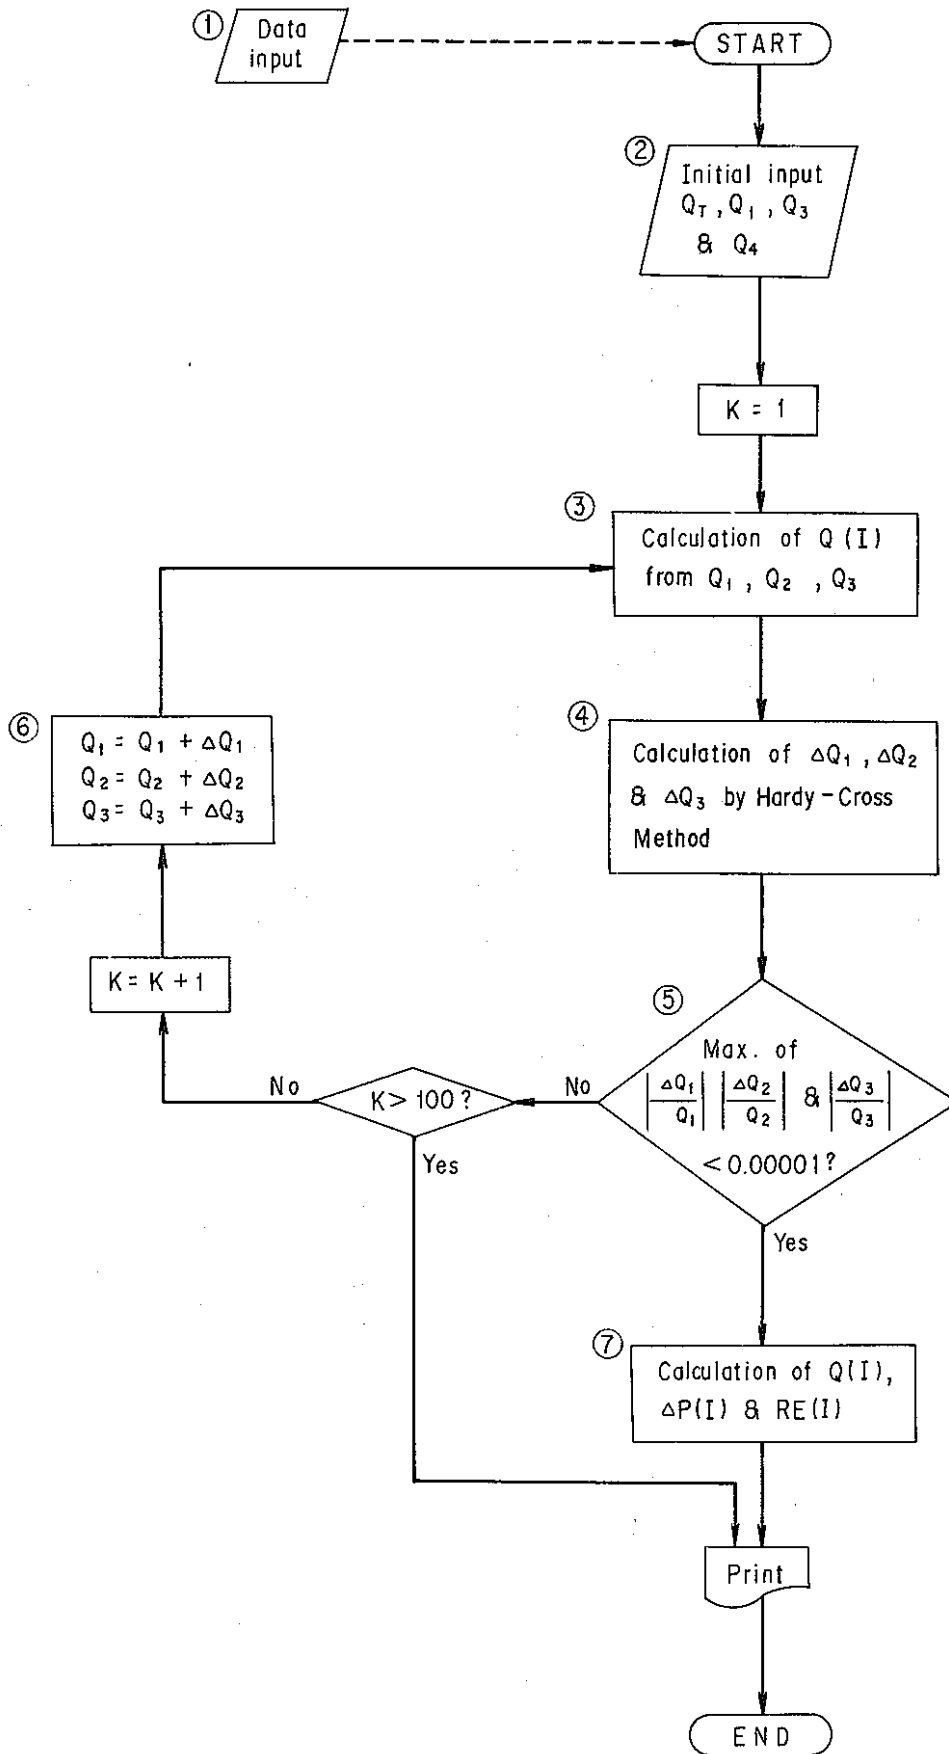 ①
Data
input
START
②
Initial input
Q_T , Q_1 , Q_3
& Q_4
K = 1
③
Calculation of Q (I)
from Q_1 , Q_2 , Q_3
④
Calculation of ΔQ_1 , ΔQ_2
& ΔQ_3 by Hardy-Cross
Method
⑥
Q_1 = Q_1 + ΔQ_1
Q_2 = Q_2 + ΔQ_2
Q_3 = Q_3 + ΔQ_3
K = K + 1
⑤
Max. of
|ΔQ_1/Q_1| |ΔQ_2/Q_2| & |ΔQ_3/Q_3|
< 0.00001?
No
K > 100 ?
No
Yes
Yes
⑦
Calculation of Q(I),
ΔP(I) & RE(I)
Print
END